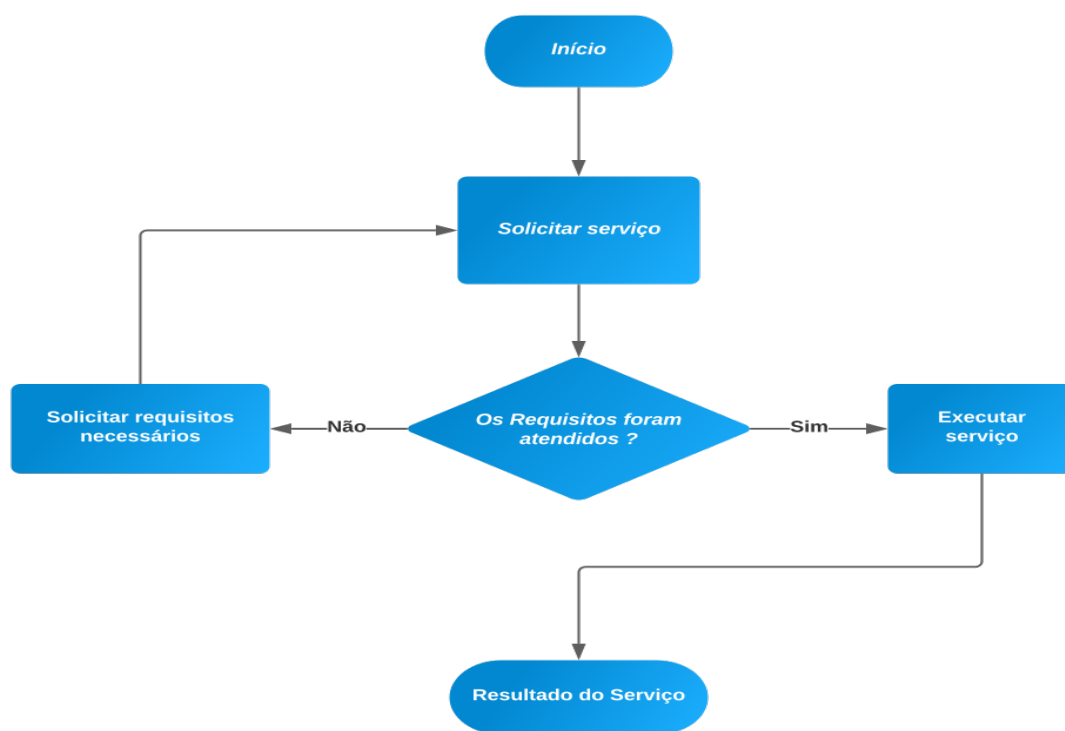 Início
Solicitar serviço
Solicitar requisitos
necessários
Não
Os Requisitos foram
atendidos ?
Sim
Executar
serviço
Resultado do Serviço